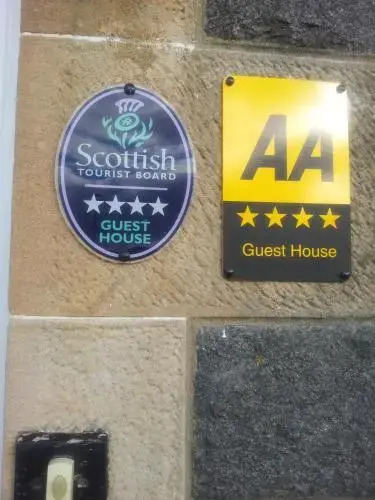 Scottish
TOURIST BOARD
★★★★
GUEST
HOUSE
AA
★★★★
Guest House